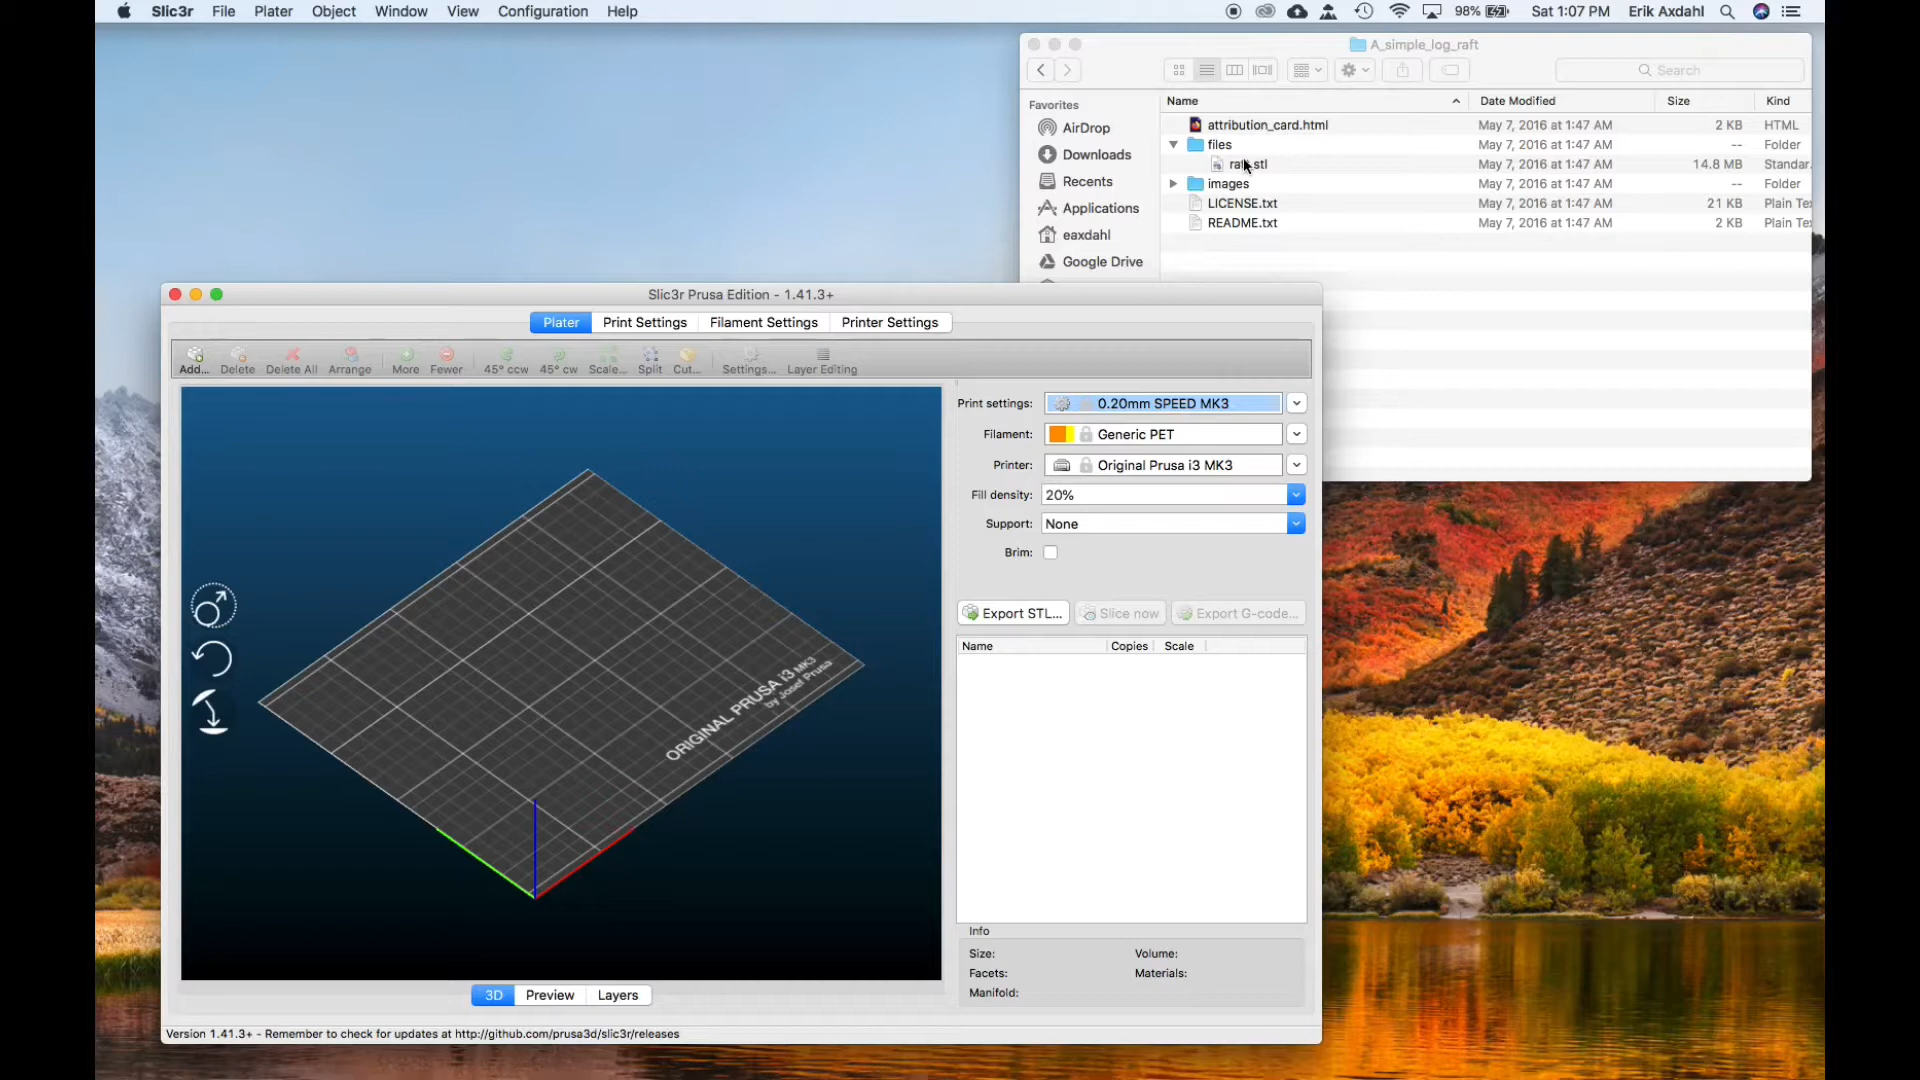 Slic3r File Plater Object Window View Configuration Help 98% Sat 1:07 PM Erik Axdahl
A_simple_log_raft
Search
Favorites
AirDrop
Downloads
Recents
Applications
eaxdahl
Google Drive
Name Date Modified Size Kind
attribution_card.html May 7, 2016 at 1:47 AM 2 KB HTML
files May 7, 2016 at 1:47 AM -- Folder
May 7, 2016 at 1:47 AM 14.8 MB Standar.
images May 7, 2016 at 1:47 AM -- Folder
LICENSE.txt May 7, 2016 at 1:47 AM 21 KB Plain Te
README.txt May 7, 2016 at 1:47 AM 2 KB Plain Te
Slic3r Prusa Edition - 1.41.3+
Plater Print Settings Filament Settings Printer Settings
Add... Delete Delete All Arrange More Fewer 45° ccw 45° cw Scale... Split Cut... Settings... Layer Editing
Print settings: 0.20mm SPEED MK3
Filament: Generic PET
Printer: Original Prusa i3 MK3
Fill density: 20%
Support: None
Brim:
Export STL... Slice now Export G-code...
Name Copies Scale
ORIGINAL PRUSA i3 MK3
by Josef Prusa
Info
Size: Volume:
Facets: Materials:
Manifold:
3D Preview Layers
Version 1.41.3+ - Remember to check for updates at http://github.com/prusa3d/slic3r/releases